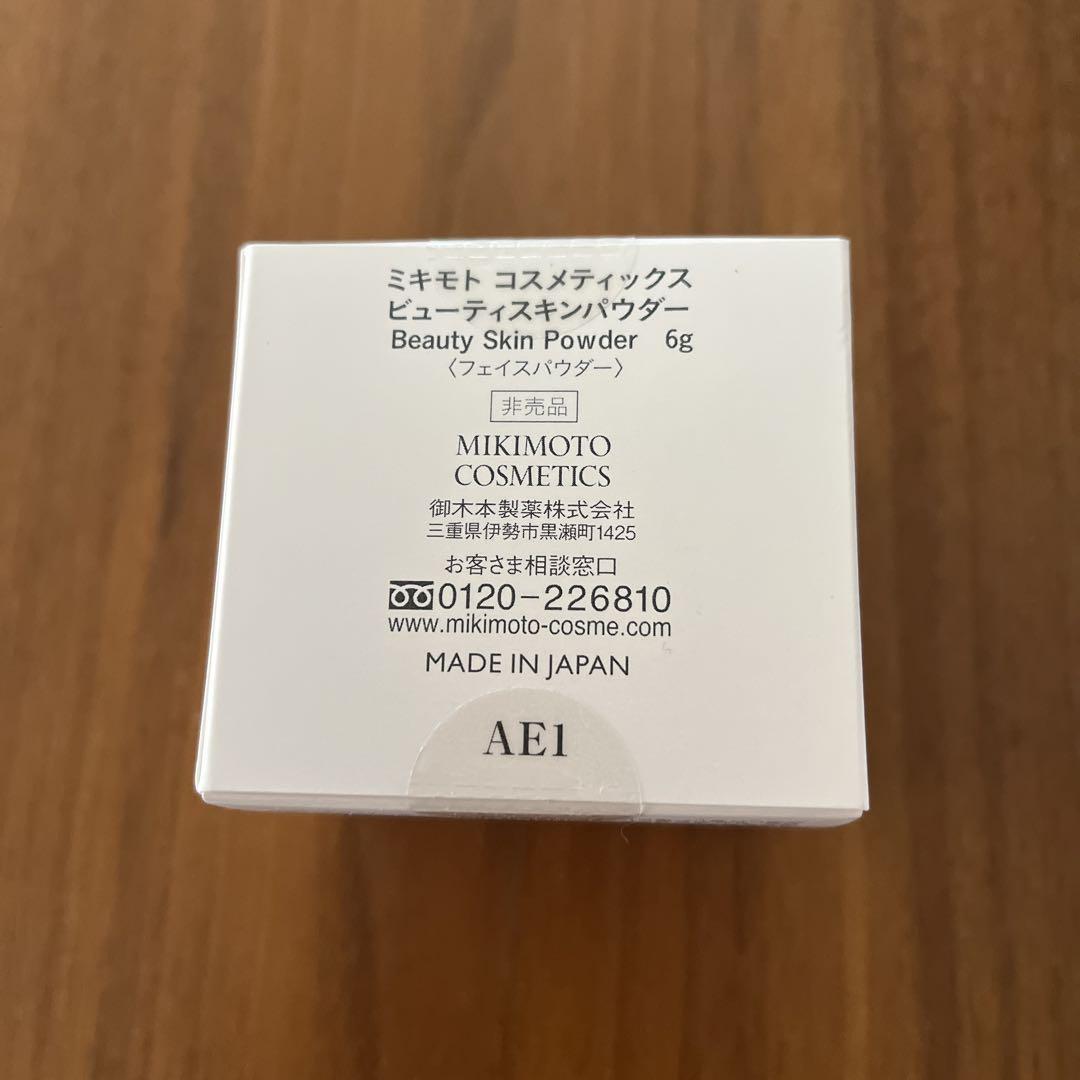 ミキモト コスメティックス
ビューティスキンパウダー
Beauty Skin Powder 6g
〈フェイスパウダー〉
非売品
MIKIMOTO
COSMETICS
御木本製薬株式会社
三重県伊勢市黒瀬町1425
お客さま相談窓口
0120-226810
www.mikimoto-cosme.com
MADE IN JAPAN
AE1